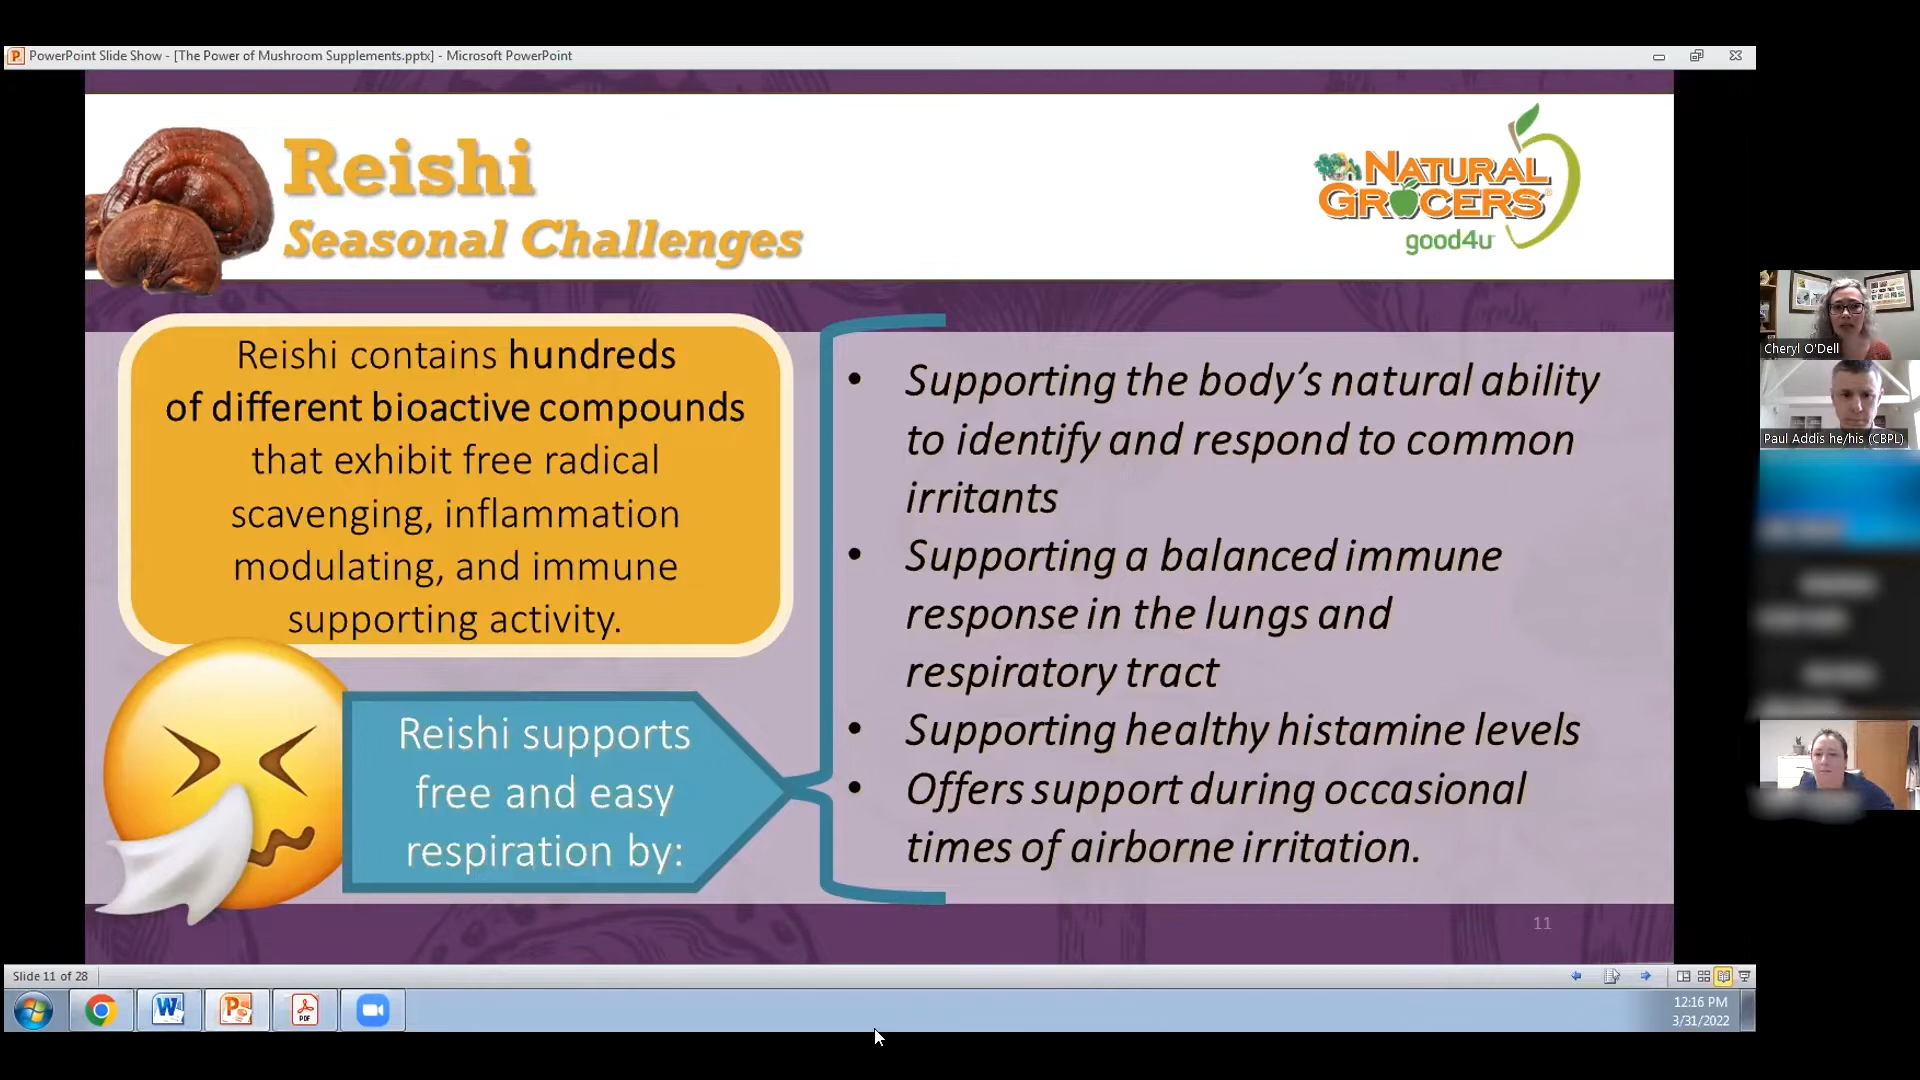 PowerPoint Slide Show - [The Power of Mushroom Supplements.pptx] - Microsoft PowerPoint
Reishi
Seasonal Challenges
NATURAL
GROCERS®
good4u
Reishi contains hundreds
of different bioactive compounds
that exhibit free radical
scavenging, inflammation
modulating, and immune
supporting activity.
Reishi supports
free and easy
respiration by:
• Supporting the body’s natural ability
to identify and respond to common
irritants
• Supporting a balanced immune
response in the lungs and
respiratory tract
• Supporting healthy histamine levels
• Offers support during occasional
times of airborne irritation.
11
Cheryl O'Dell
Paul Addis he/his (CBPL)
Slide 11 of 28
PDF
12:16 PM
3/31/2022